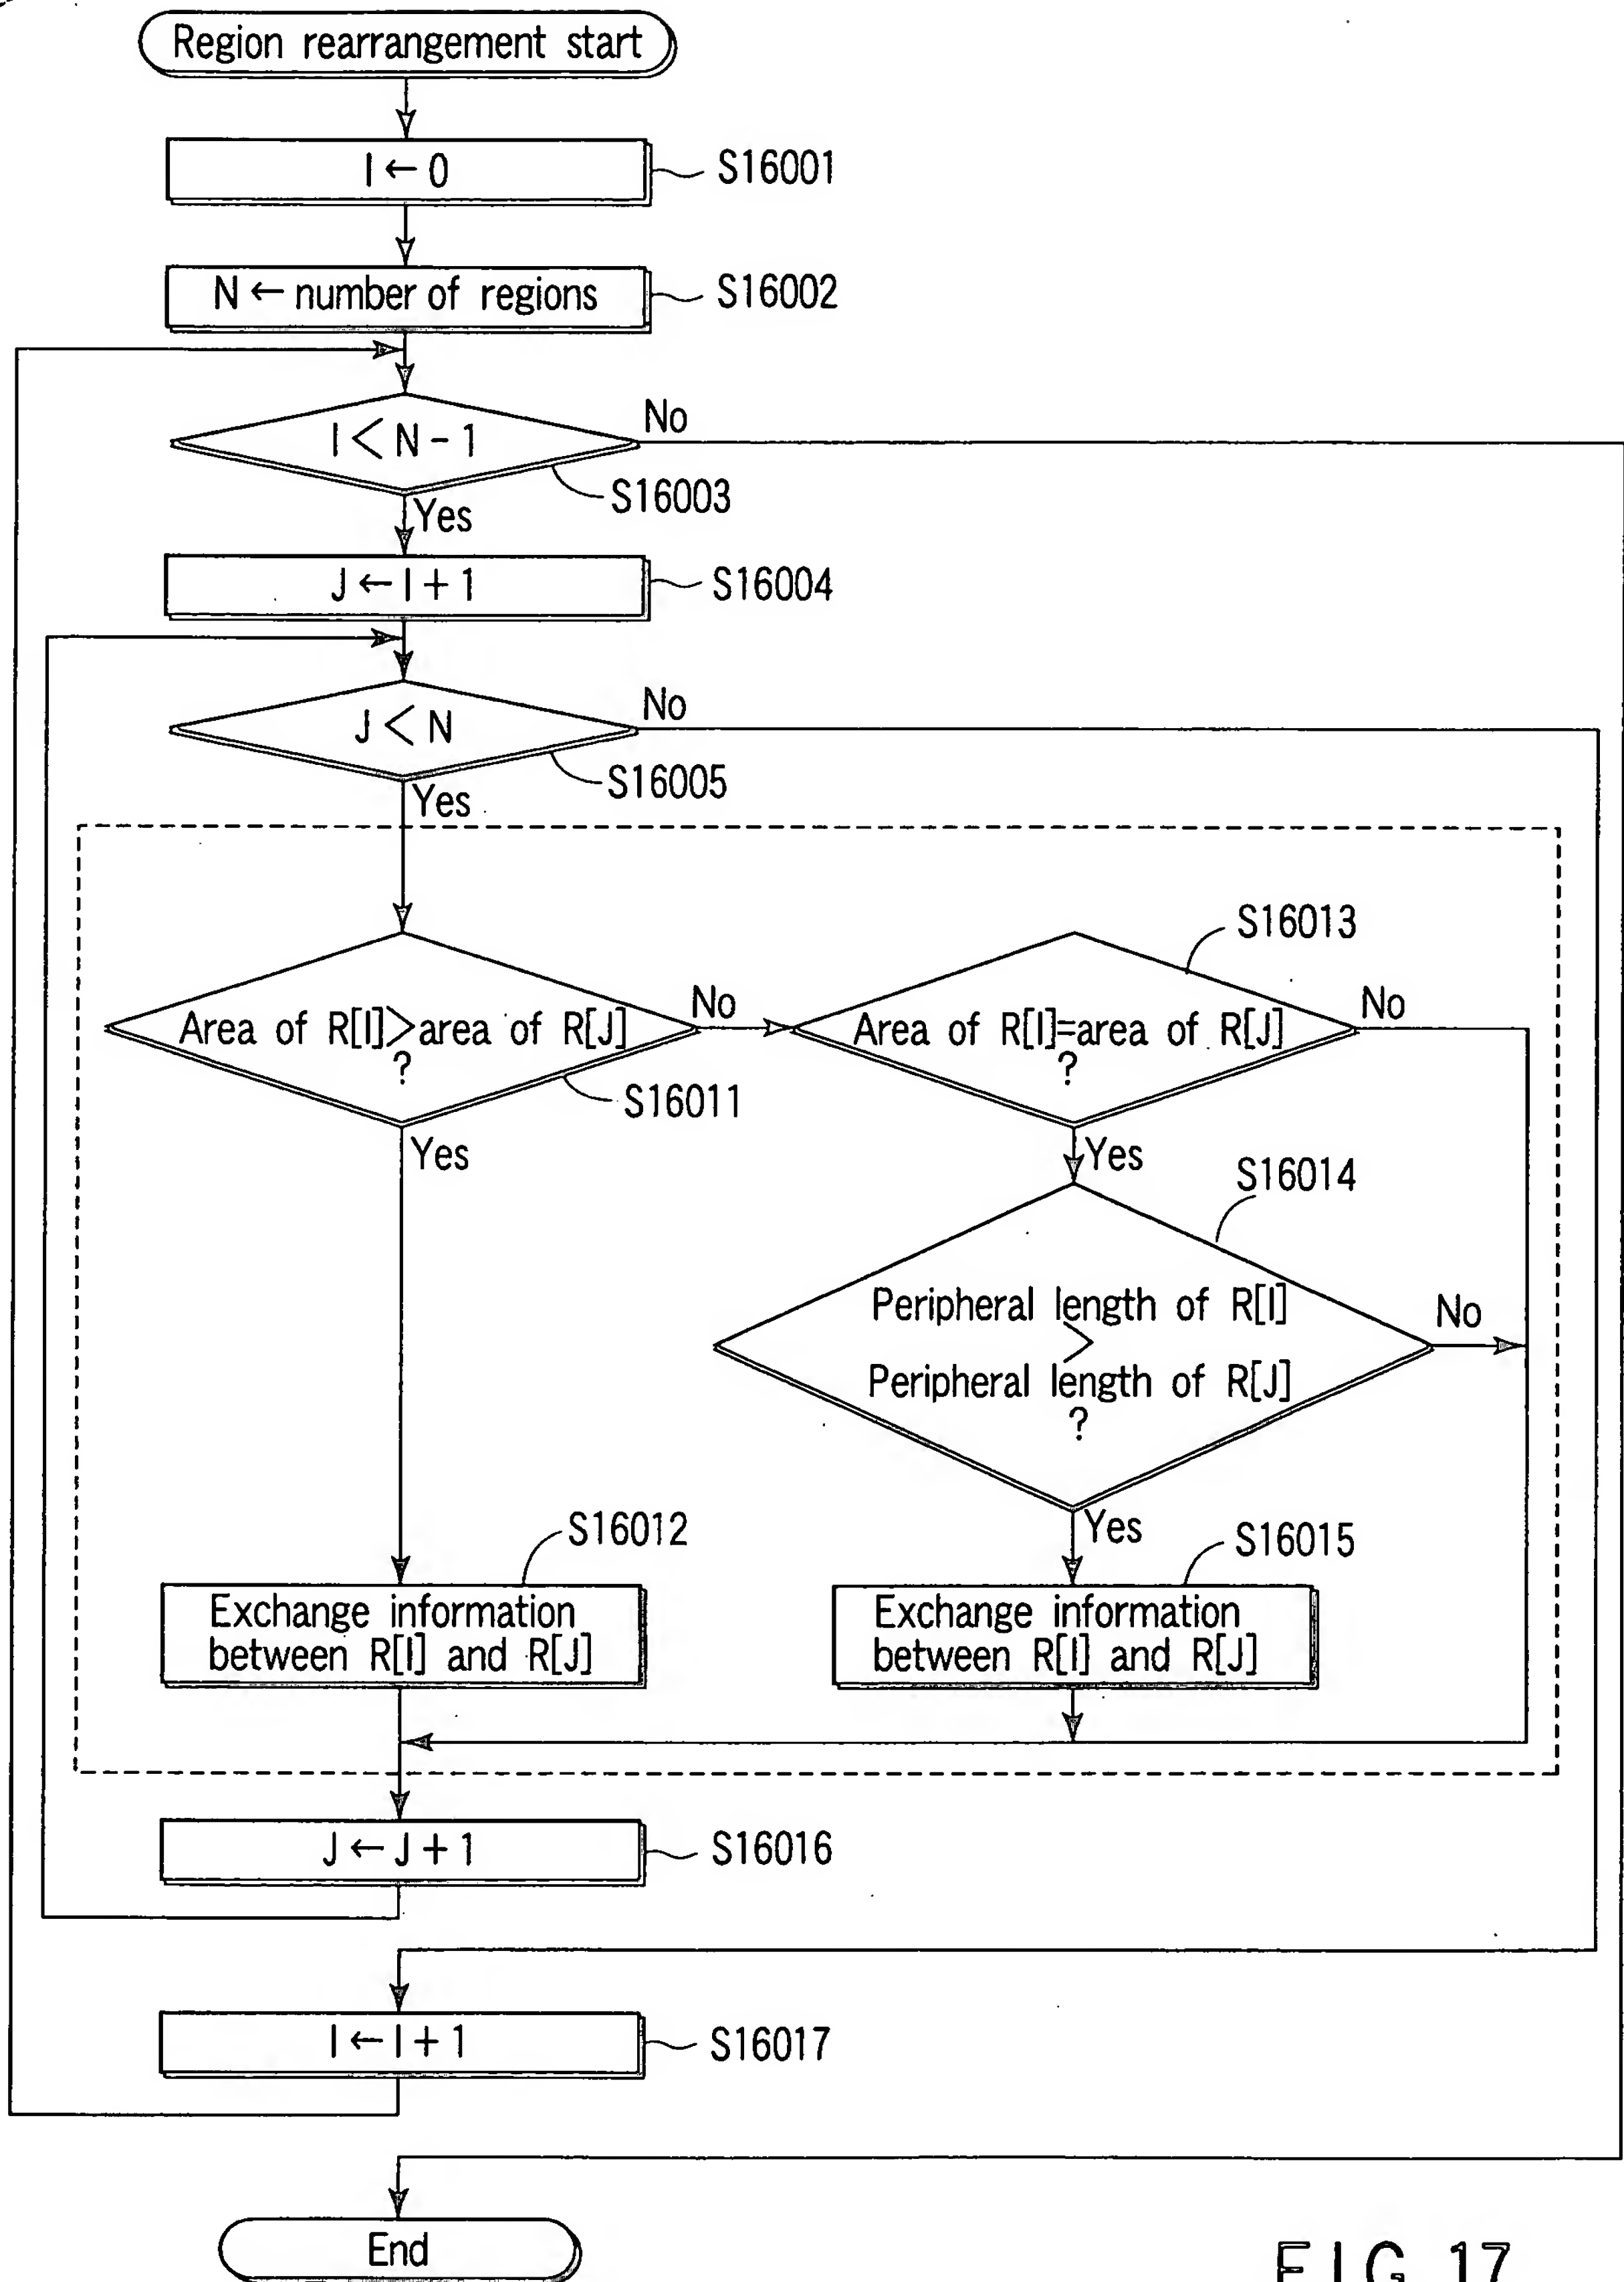 Region rearrangement start
I ← 0
S16001
N ← number of regions
S16002
I < N - 1
No
S16003
Yes
J ← I + 1
S16004
J < N
No
S16005
Yes
S16013
Area of R[I]>area of R[J]
?
No
Area of R[I]=area of R[J]
?
No
S16011
Yes
Yes
S16014
Peripheral length of R[I]
>
Peripheral length of R[J]
?
No
Yes
S16012
S16015
Exchange information
between R[I] and R[J]
Exchange information
between R[I] and R[J]
J ← J + 1
S16016
I ← I + 1
S16017
End
FIG. 17